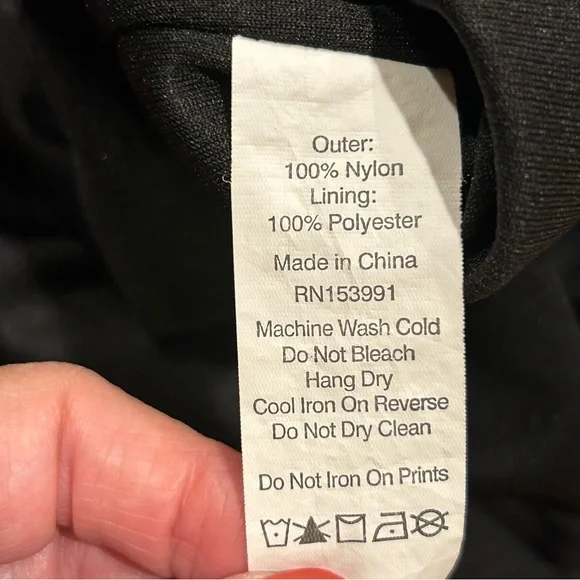 Outer:
100% Nylon
Lining:
100% Polyester
Made in China
RN153991
Machine Wash Cold
Do Not Bleach
Hang Dry
Cool Iron On Reverse
Do Not Dry Clean
Do Not Iron On Prints